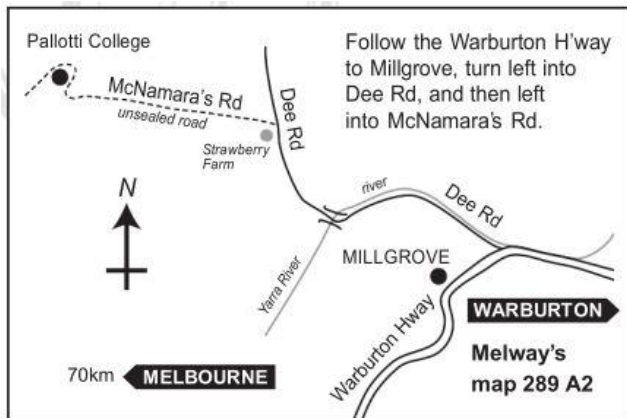 Pallotti College
Follow the Warburton H'way
to Millgrove, turn left into
Dee Rd, and then left
into McNamara's Rd.
McNamara's Rd
unsealed road
Dee Rd
Strawberry
Farm
N
river
Dee Rd
Yarra River
MILLGROVE
Warburton Hway
WARBURTON
Melway's
map 289 A2
70km
MELBOURNE